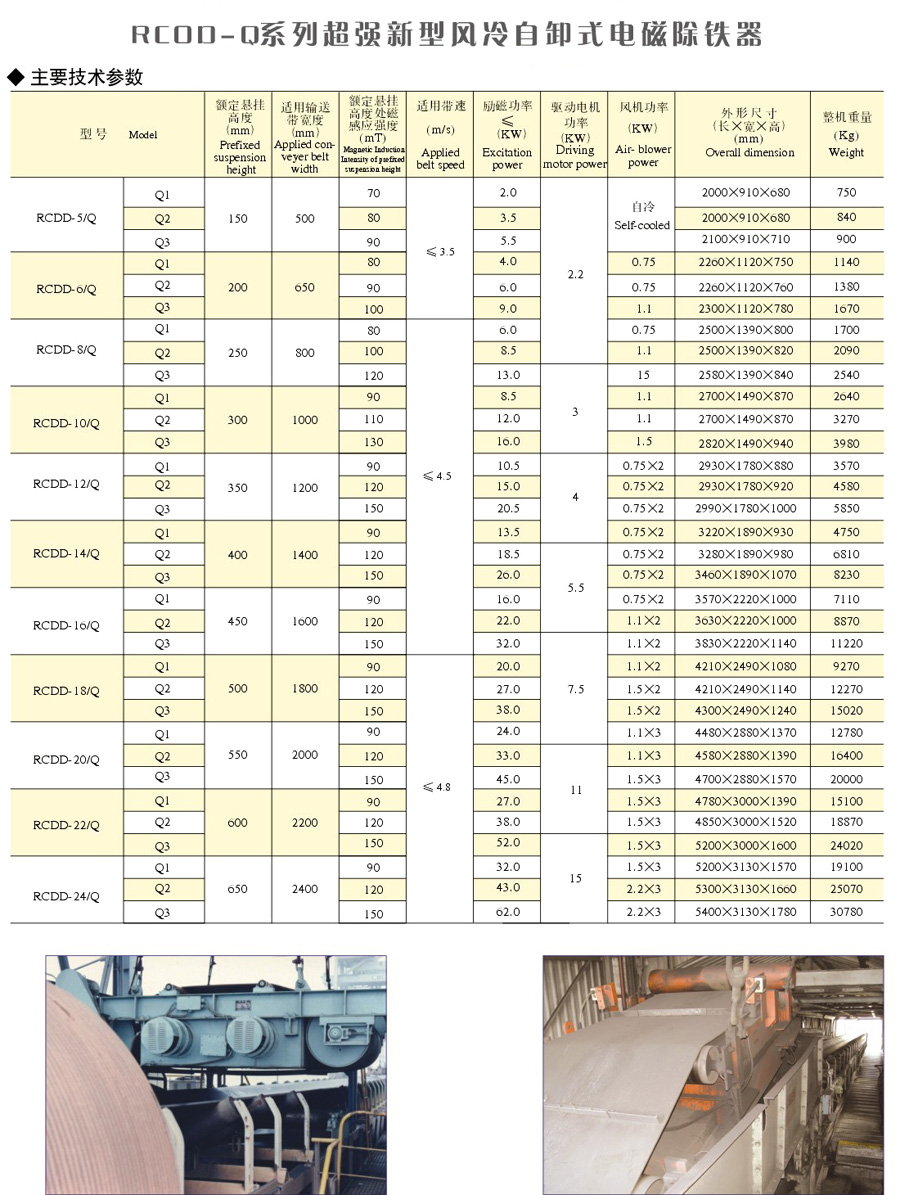 RCOD-Q系列超强新型风冷自卸式电磁除铁器
◆ 主要技术参数
型号 Model
额定悬挂
高度
(mm)
Prefixed
suspension
height
适用输送
带宽度
(mm)
Applied con-
veyer belt
width
额定悬挂
高度处磁
感应强度
(mT)
Magnetic Induction
Intensity of prefixed
suspension height
适用带速
(m/s)
Applied
belt speed
励磁功率
≤
(KW)
Excitation
power
驱动电机
功率
(KW)
Driving
motor power
风机功率
(KW)
Air- blower
power
外形尺寸
(长×宽×高)
(mm)
Overall dimension
整机重量
(Kg)
Weight
RCDD-5/Q 150 500 ≤3.5 2.2 自冷 Self-cooled
Q1 70 2.0 2000×910×680 750
Q2 80 3.5 2000×910×680 840
Q3 90 5.5 2100×910×710 900
RCDD-6/Q 200 650
Q1 80 4.0 0.75 2260×1120×750 1140
Q2 90 6.0 0.75 2260×1120×760 1380
Q3 100 9.0 1.1 2300×1120×780 1670
RCDD-8/Q 250 800
Q1 80 6.0 0.75 2500×1390×800 1700
Q2 100 8.5 1.1 2500×1390×820 2090
Q3 120 13.0 15 2580×1390×840 2540
RCDD-10/Q 300 1000 3
Q1 90 8.5 1.1 2700×1490×870 2640
Q2 110 12.0 1.1 2700×1490×870 3270
Q3 130 16.0 1.5 2820×1490×940 3980
RCDD-12/Q 350 1200 ≤4.5 4
Q1 90 10.5 0.75×2 2930×1780×880 3570
Q2 120 15.0 0.75×2 2930×1780×920 4580
Q3 150 20.5 0.75×2 2990×1780×1000 5850
RCDD-14/Q 400 1400 5.5
Q1 90 13.5 0.75×2 3220×1890×930 4750
Q2 120 18.5 0.75×2 3280×1890×980 6810
Q3 150 26.0 0.75×2 3460×1890×1070 8230
RCDD-16/Q 450 1600
Q1 90 16.0 0.75×2 3570×2220×1000 7110
Q2 120 22.0 1.1×2 3630×2220×1000 8870
Q3 150 32.0 1.1×2 3830×2220×1140 11220
RCDD-18/Q 500 1800 7.5
Q1 90 20.0 1.1×2 4210×2490×1080 9270
Q2 120 27.0 1.5×2 4210×2490×1140 12270
Q3 150 38.0 1.5×2 4300×2490×1240 15020
RCDD-20/Q 550 2000 ≤4.8 11
Q1 90 24.0 1.1×3 4480×2880×1370 12780
Q2 120 33.0 1.1×3 4580×2880×1390 16400
Q3 150 45.0 1.5×3 4700×2880×1570 20000
RCDD-22/Q 600 2200
Q1 90 27.0 1.5×3 4780×3000×1390 15100
Q2 120 38.0 1.5×3 4850×3000×1520 18870
Q3 150 52.0 1.5×3 5200×3000×1600 24020
RCDD-24/Q 650 2400 15
Q1 90 32.0 1.5×3 5200×3130×1570 19100
Q2 120 43.0 2.2×3 5300×3130×1660 25070
Q3 150 62.0 2.2×3 5400×3130×1780 30780